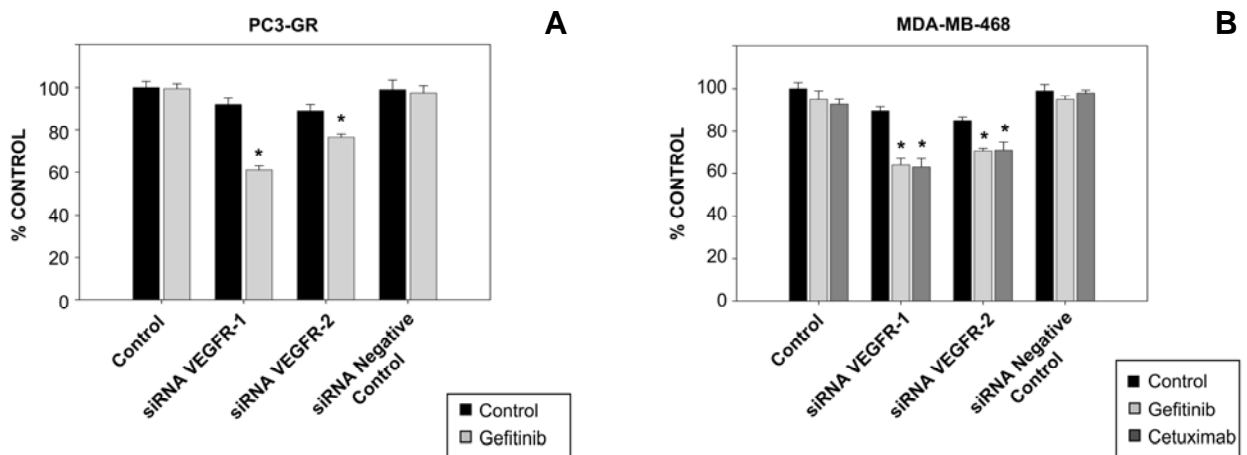 PC3-GR
A
% CONTROL
100
80
60
40
20
0
*
*
Control
siRNA VEGFR-1
siRNA VEGFR-2
siRNA Negative
Control
Control
Gefitinib
MDA-MB-468
B
% CONTROL
100
80
60
40
20
0
* *
* *
Control
siRNA VEGFR-1
siRNA VEGFR-2
siRNA Negative
Control
Control
Gefitinib
Cetuximab